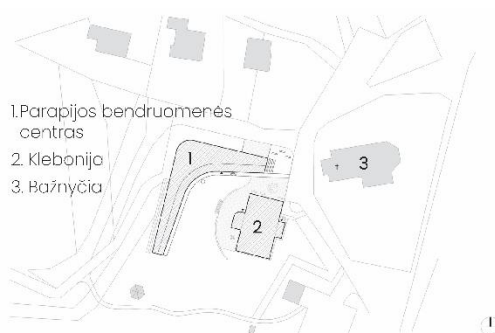 1.Parapijos bendruomenės
centras
2. Klebonija
3. Bažnyčia
1
2
3